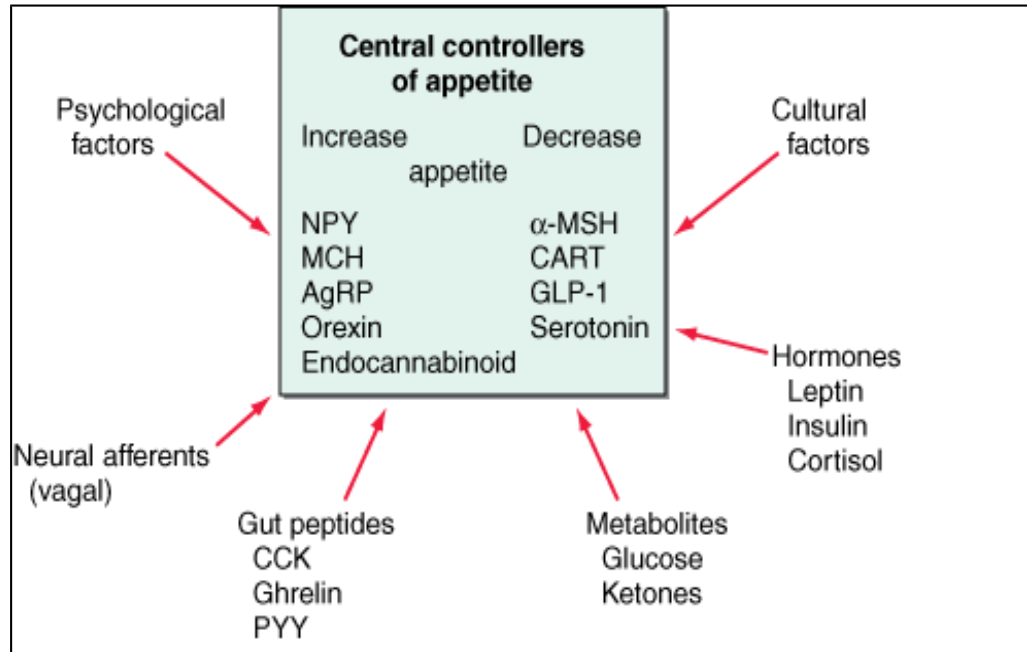 Central controllers
of appetite
Psychological
factors
Cultural
factors
Increase Decrease
appetite
NPY α-MSH
MCH CART
AgRP GLP-1
Orexin Serotonin
Endocannabinoid
Hormones
Leptin
Insulin
Cortisol
Neural afferents
(vagal)
Gut peptides
CCK
Ghrelin
PYY
Metabolites
Glucose
Ketones